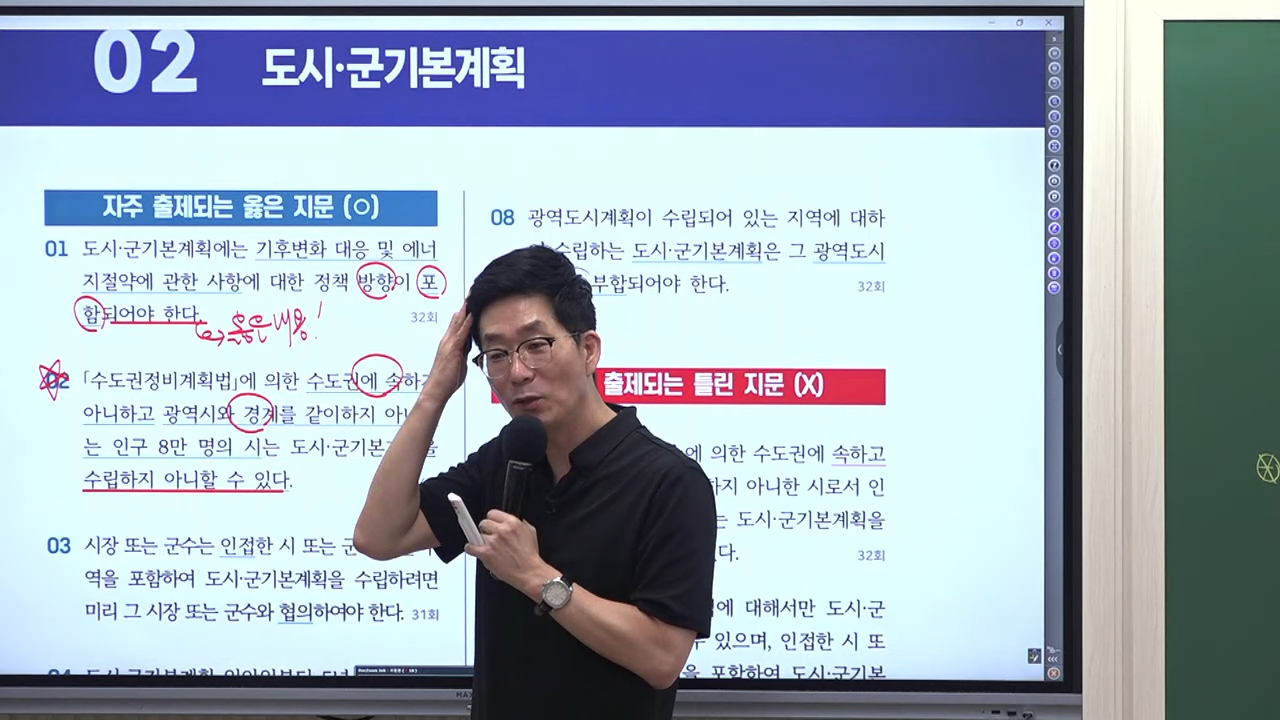 02 도시·군기본계획
자주 출제되는 옳은 지문 (○)
01 도시·군기본계획에는 기후변화 대응 및 에너
지절약에 관한 사항에 대한 정책 방향이 포
함되어야 한다. 32회
옳은 내용!
02 「수도권정비계획법」에 의한 수도권에 속하지
아니하고 광역시와 경계를 같이하지 아니
는 인구 8만 명의 시는 도시·군기본
수립하지 아니할 수 있다.
03 시장 또는 군수는 인접한 시 또는
역을 포함하여 도시·군기본계획을 수립하려면
미리 그 시장 또는 군수와 협의하여야 한다. 31회
08 광역도시계획이 수립되어 있는 지역에 대하
수립하는 도시·군기본계획은 그 광역도시
부합되어야 한다. 32회
출제되는 틀린 지문 (X)
에 의한 수도권에 속하고
하지 아니한 시로서 인
도시·군기본계획을
다. 32회
에 대해서만 도시·군
있으며, 인접한 시 또
을 포함하여 도시·군기본